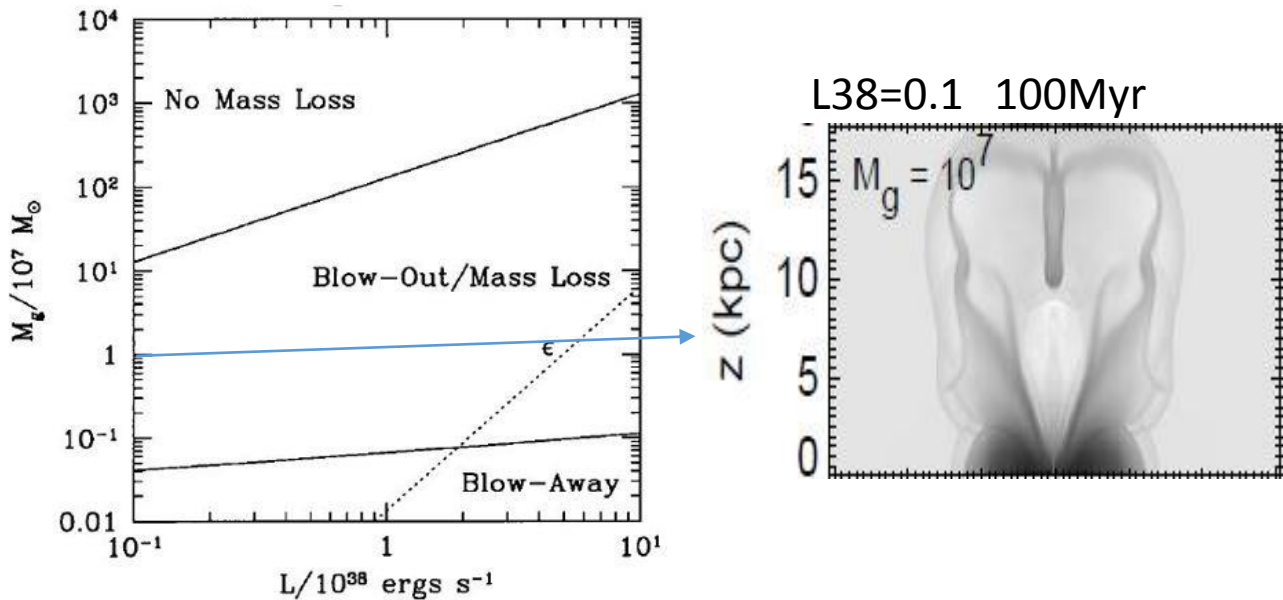 10⁴
No Mass Loss
10³
10²
10¹
1
10⁻¹
0.01
M_g/10⁷ M_⊙
Blow-Out/Mass Loss
ϵ
Blow-Away
10⁻¹
1
10¹
L/10³⁸ ergs s⁻¹
L38=0.1 100Myr
M_g = 10⁷
15
10
5
0
z (kpc)